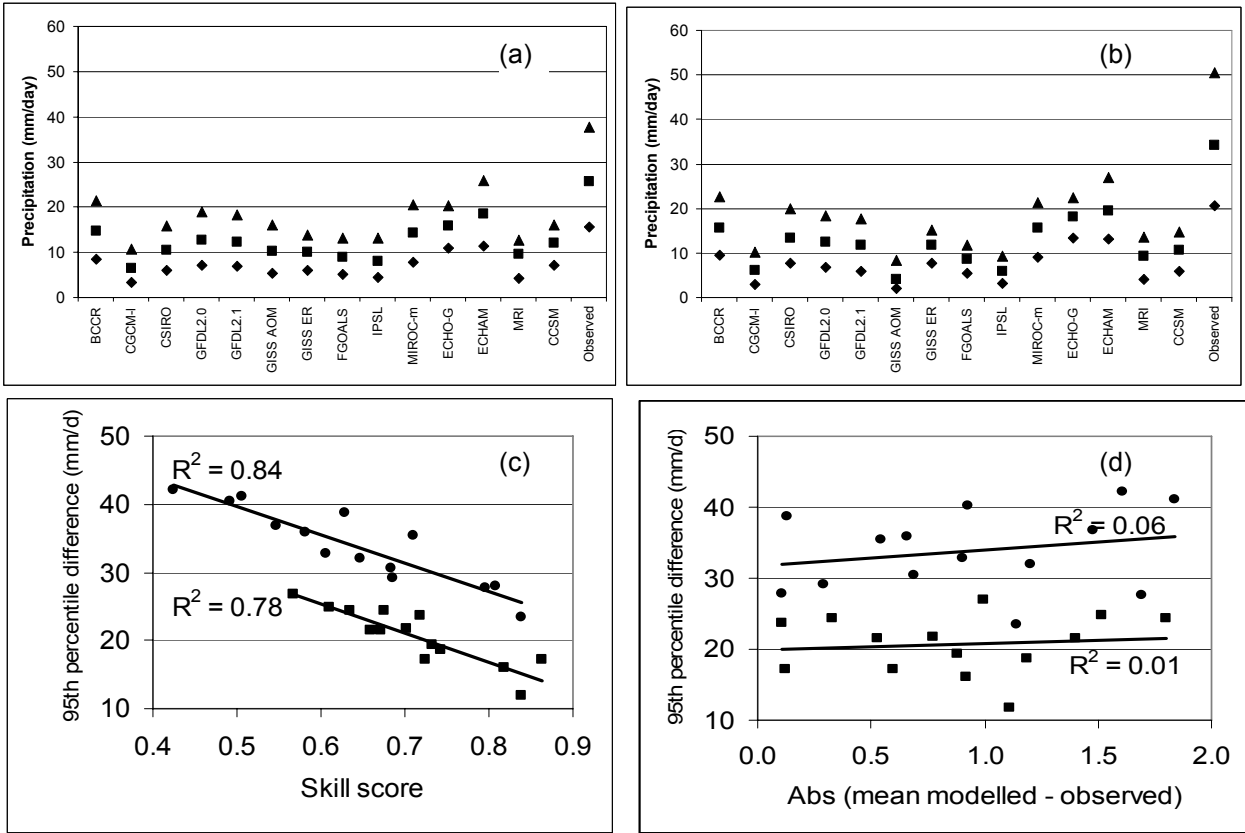 (a)
Precipitation (mm/day)
60
50
40
30
20
10
0
BCCR
CGCM-I
CSIRO
GFDL2.0
GFDL2.1
GISS AOM
GISS ER
FGOALS
IPSL
MIROC-m
ECHO-G
ECHAM
MRI
CCSM
Observed
(b)
Precipitation (mm/day)
60
50
40
30
20
10
0
BCCR
CGCM-I
CSIRO
GFDL2.0
GFDL2.1
GISS AOM
GISS ER
FGOALS
IPSL
MIROC-m
ECHO-G
ECHAM
MRI
CCSM
Observed
(c)
95th percentile difference (mm/d)
50
40
30
20
10
R² = 0.84
R² = 0.78
0.4 0.5 0.6 0.7 0.8 0.9
Skill score
(d)
95th percentile difference (mm/d)
50
40
30
20
10
R² = 0.06
R² = 0.01
0.0 0.5 1.0 1.5 2.0
Abs (mean modelled - observed)